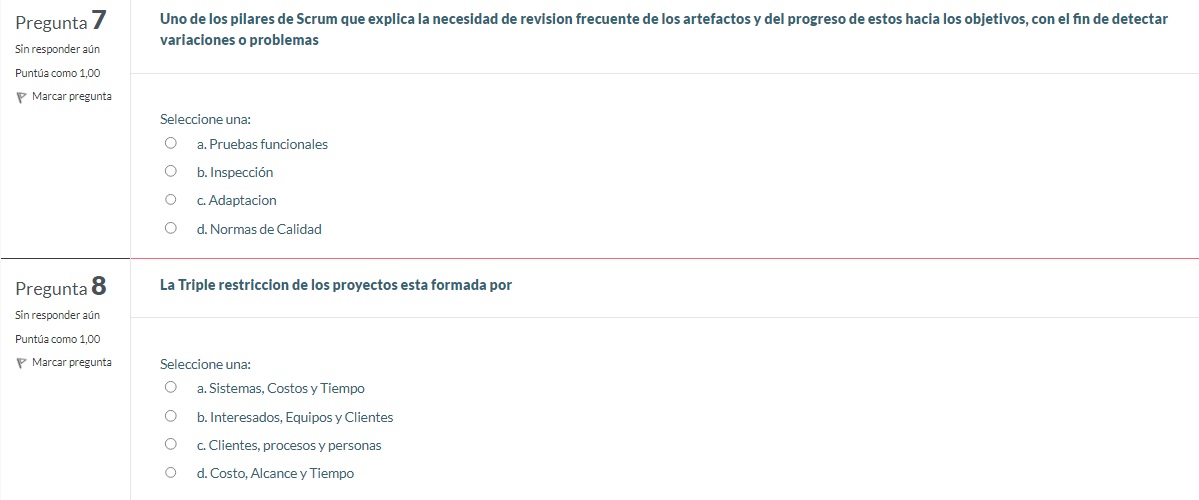 Pregunta 7
Sin responder aún
Puntúa como 1,00
Marcar pregunta
Uno de los pilares de Scrum que explica la necesidad de revision frecuente de los artefactos y del progreso de estos hacia los objetivos, con el fin de detectar
variaciones o problemas
Seleccione una:
a. Pruebas funcionales
b. Inspección
c. Adaptacion
d. Normas de Calidad
Pregunta 8
Sin responder aún
Puntúa como 1,00
Marcar pregunta
La Triple restriccion de los proyectos esta formada por
Seleccione una:
a. Sistemas, Costos y Tiempo
b. Interesados, Equipos y Clientes
c. Clientes, procesos y personas
d. Costo, Alcance y Tiempo